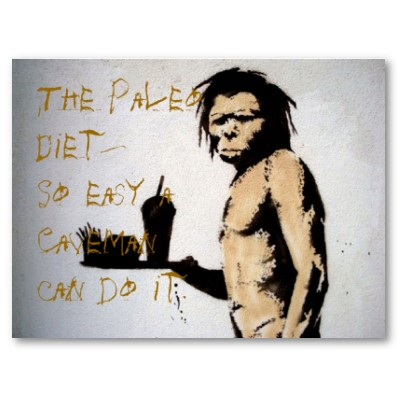 THE PALEO
DIET—
SO EASY A
CAVEMAN
CAN DO IT.